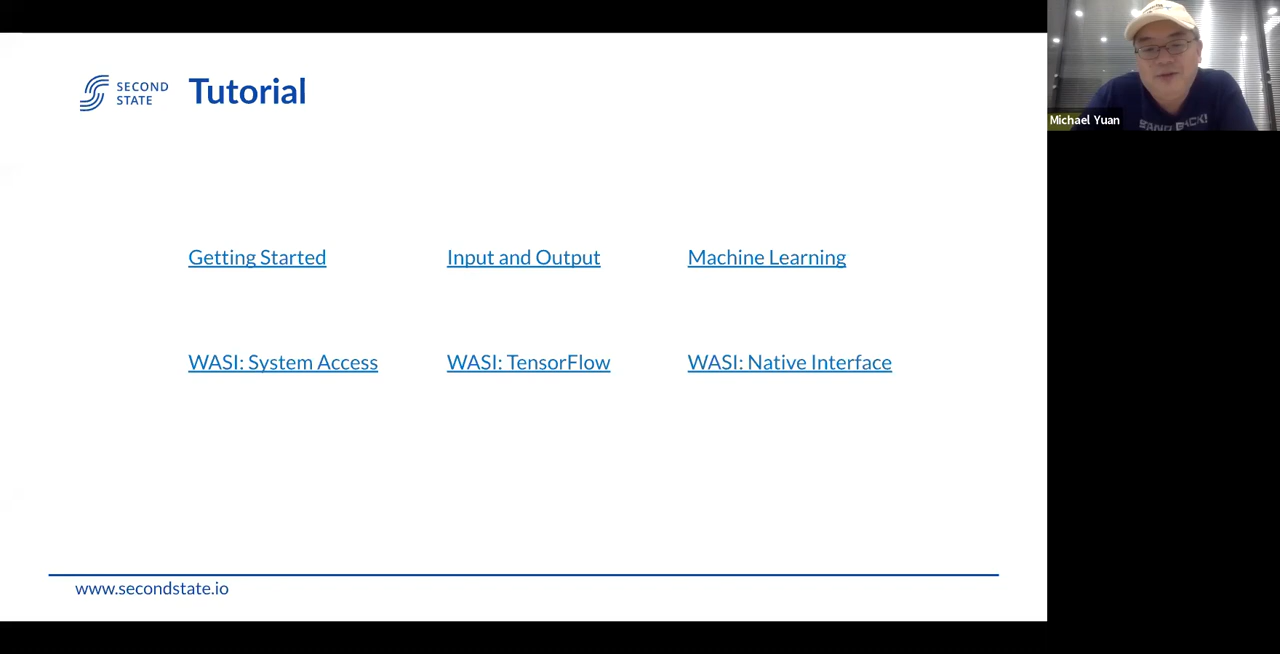 SECOND
STATE
Tutorial
Michael Yuan
Getting Started
Input and Output
Machine Learning
WASI: System Access
WASI: TensorFlow
WASI: Native Interface
www.secondstate.io